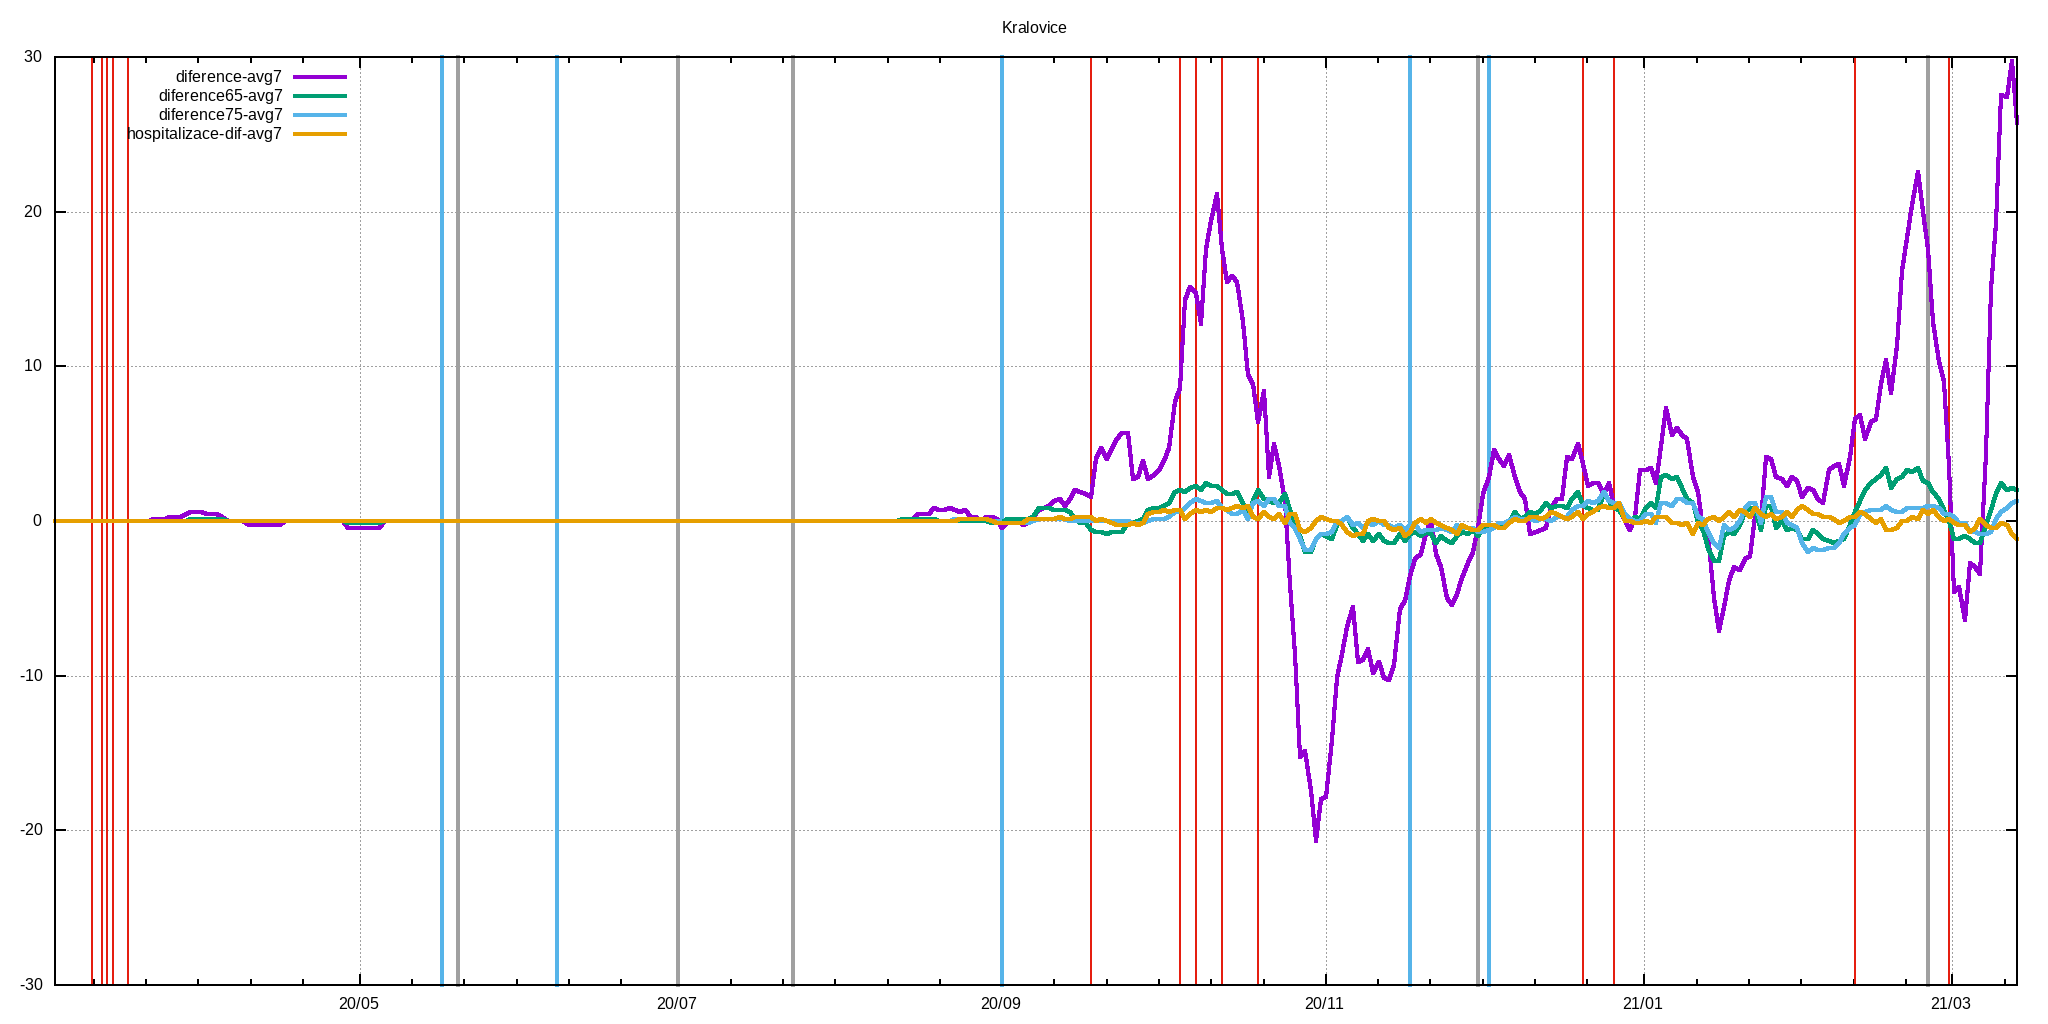 Kralovice
30
diference-avg7
diference65-avg7
diference75-avg7
hospitalizace-dif-avg7
20
10
0
-10
-20
-30
20/05 20/07 20/09 20/11 21/01 21/03